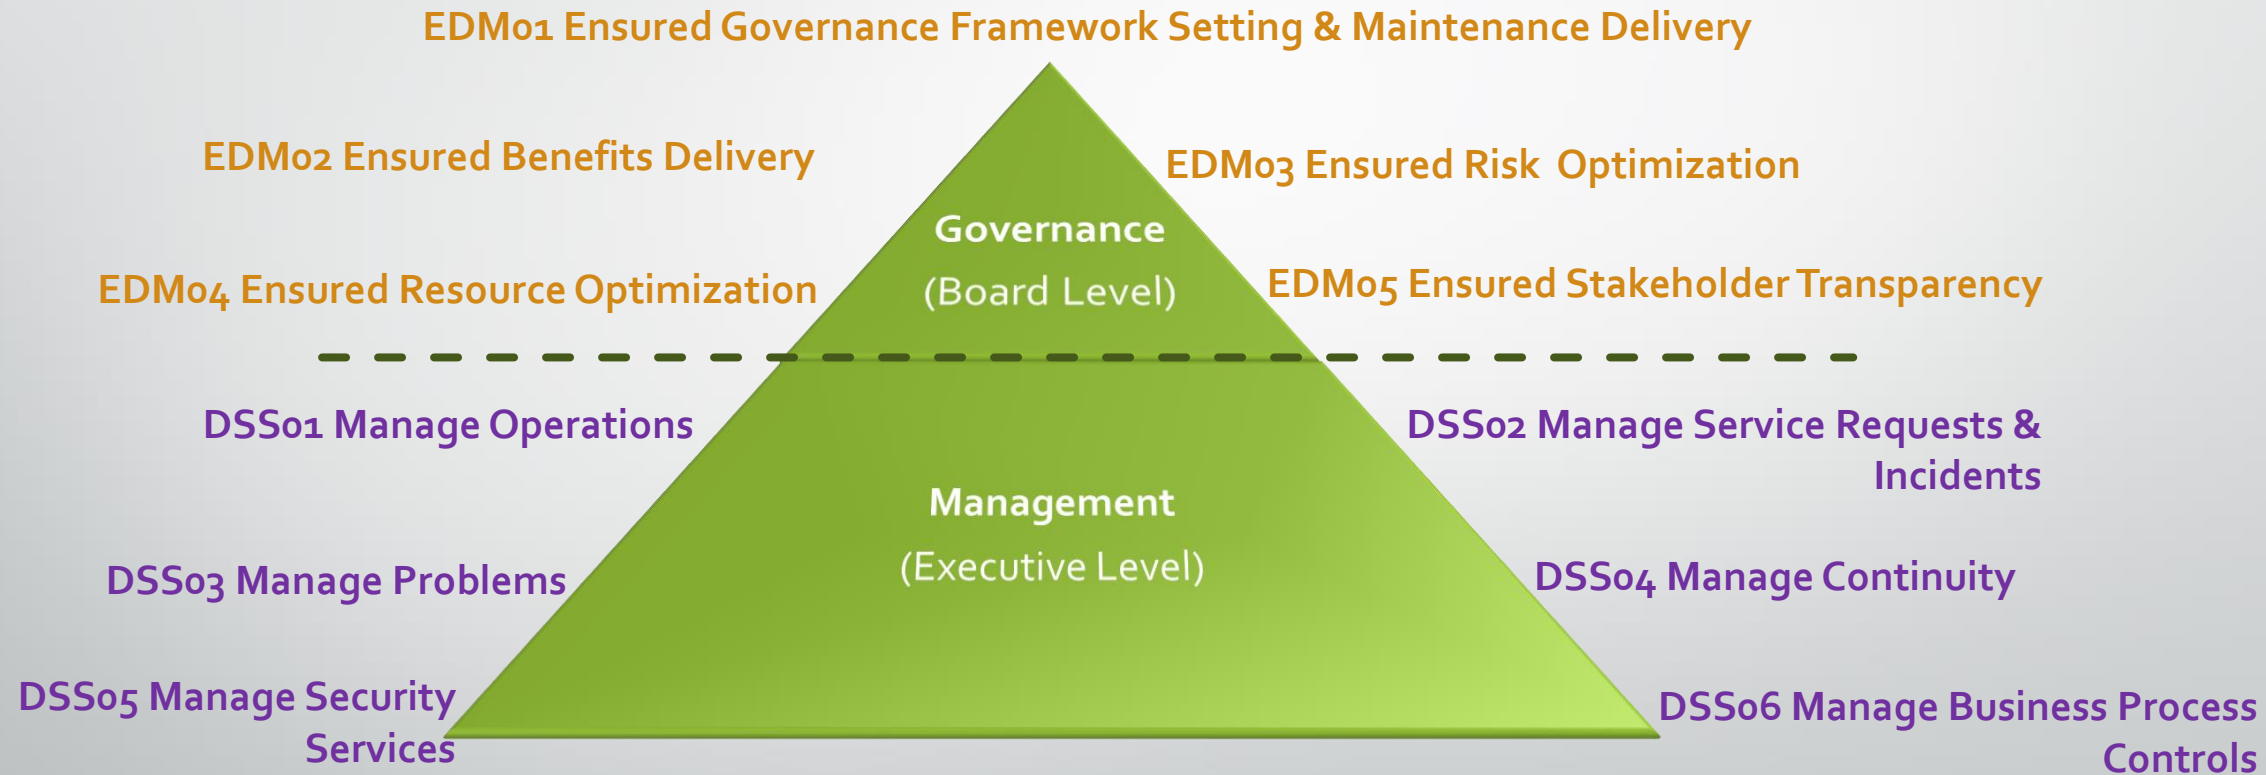 EDM01 Ensured Governance Framework Setting & Maintenance Delivery
EDM02 Ensured Benefits Delivery
EDM03 Ensured Risk Optimization
Governance
(Board Level)
EDM04 Ensured Resource Optimization
EDM05 Ensured Stakeholder Transparency
DSS01 Manage Operations
DSS02 Manage Service Requests &
Incidents
Management
(Executive Level)
DSS03 Manage Problems
DSS04 Manage Continuity
DSS05 Manage Security
Services
DSS06 Manage Business Process
Controls